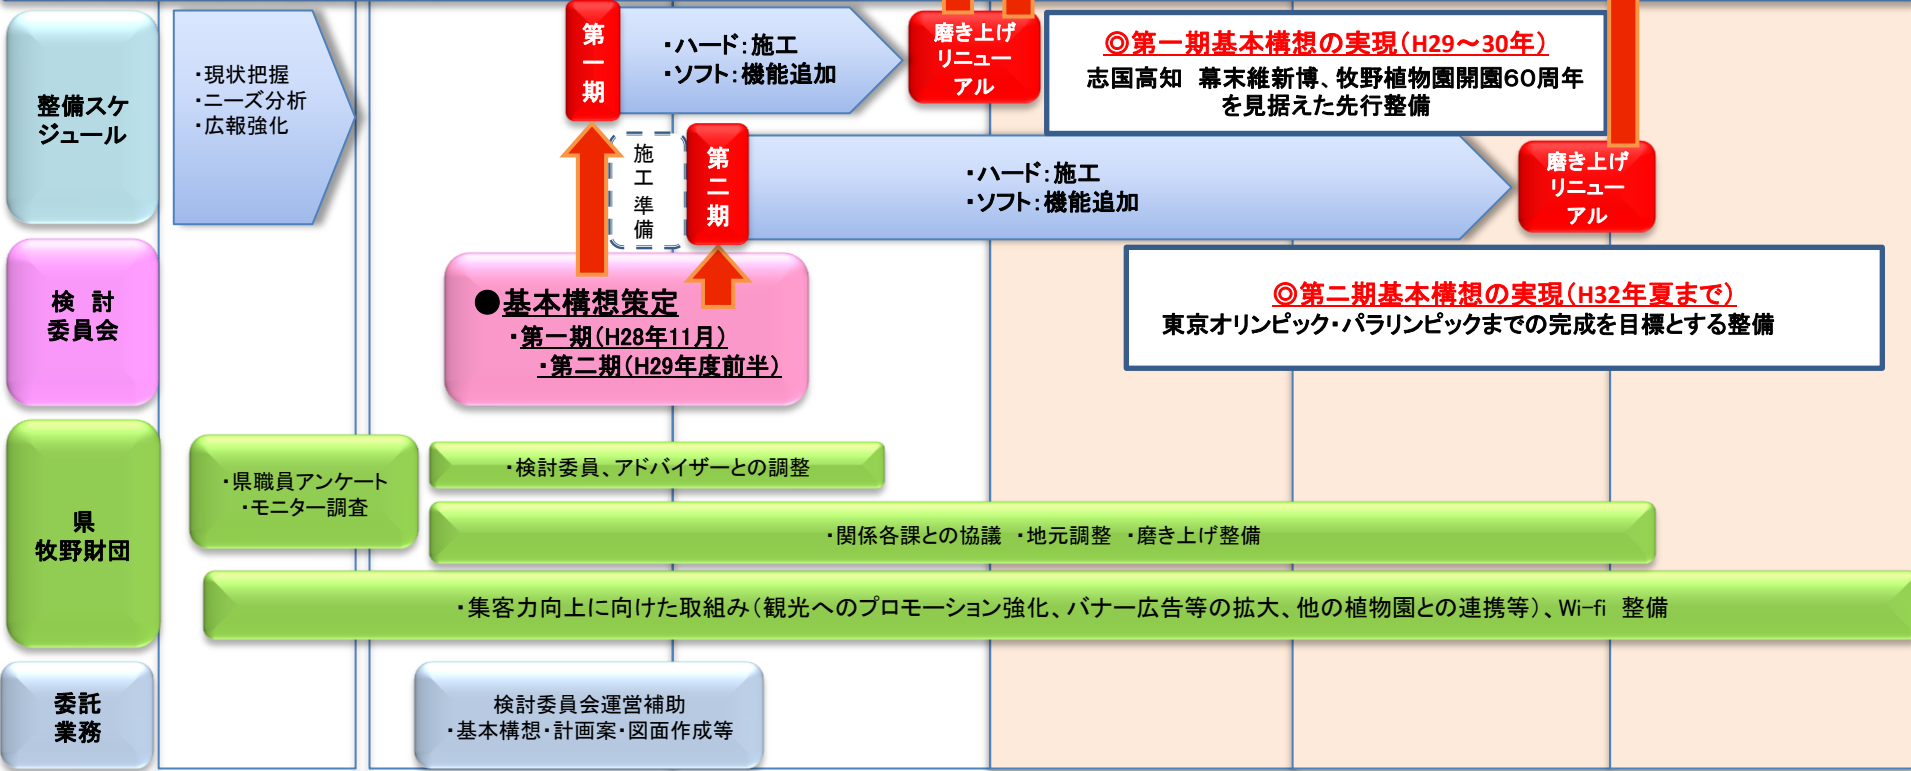 整備スケ
ジュール
・現状把握
・ニーズ分析
・広報強化
第一期
・ハード：施工
・ソフト：機能追加
磨き上げ
リニュー
アル
◎第一期基本構想の実現（H29～30年）
志国高知　幕末維新博、牧野植物園開園60周年
を見据えた先行整備
施工準備
第二期
・ハード：施工
・ソフト：機能追加
磨き上げ
リニュー
アル
検　討
委員会
●基本構想策定
・第一期（H28年11月）
・第二期（H29年度前半）
◎第二期基本構想の実現（H32年夏まで）
東京オリンピック・パラリンピックまでの完成を目標とする整備
県
牧野財団
・県職員アンケート
・モニター調査
・検討委員、アドバイザーとの調整
・関係各課との協議　・地元調整　・磨き上げ整備
・集客力向上に向けた取組み（観光へのプロモーション強化、バナー広告等の拡大、他の植物園との連携等）、Wi-fi　整備
委託
業務
検討委員会運営補助
・基本構想・計画案・図面作成等